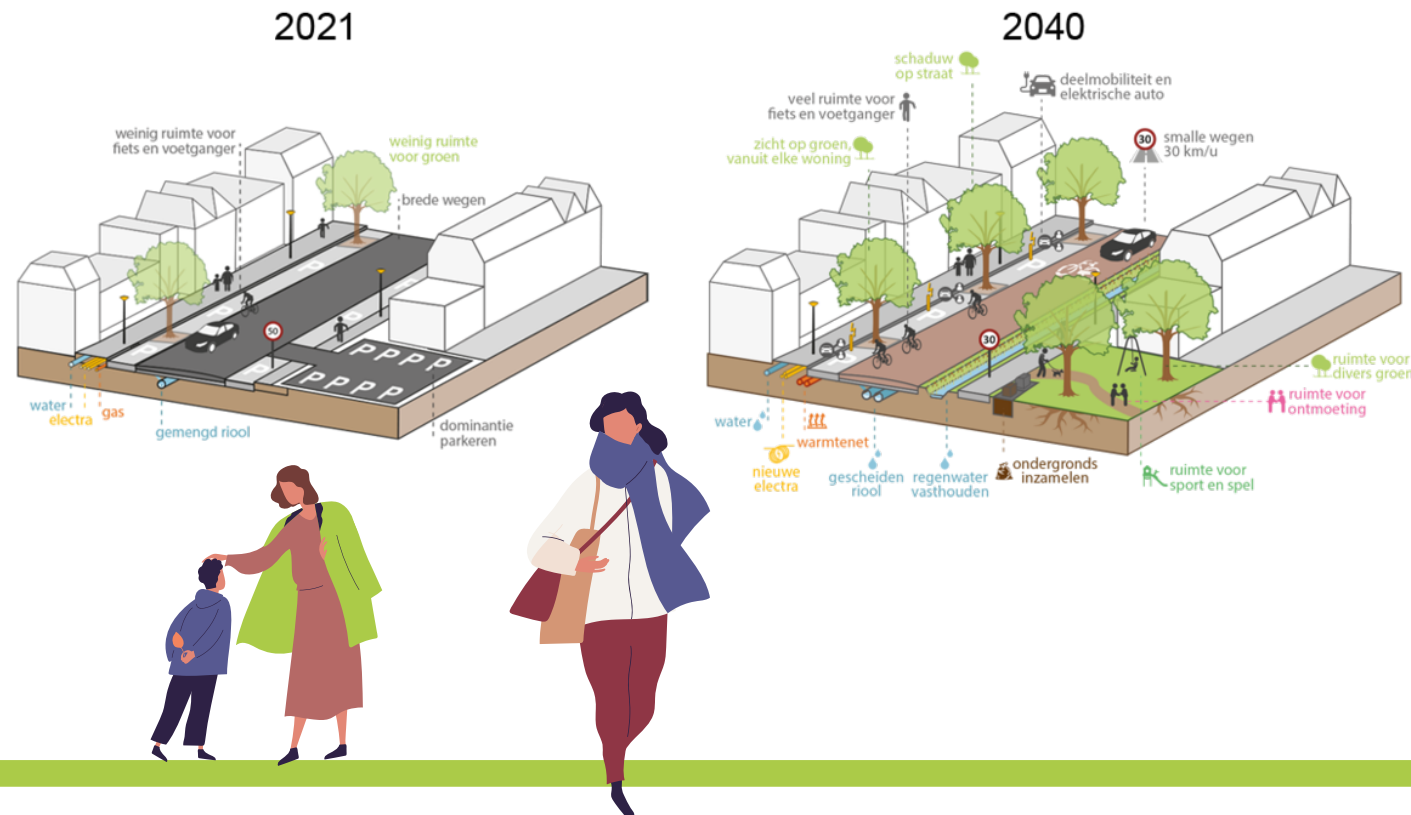 2021
weinig ruimte voor
fiets en voetganger
weinig ruimte
voor groen
brede wegen
50
P
P
P
P
P P P P
P P P P
water
electra
gas
gemengd riool
dominantie
parkeren
2040
schaduw
op straat
deelmobiliteit en
elektrische auto
veel ruimte voor
fiets en voetganger
zicht op groen,
vanuit elke woning
30
smalle wegen
30 km/u
P
P
P
30
ruimte voor
divers groen
ruimte voor
ontmoeting
water
warmtenet
nieuwe
electra
gescheiden
riool
regenwater
vasthouden
ondergronds
inzamelen
ruimte voor
sport en spel